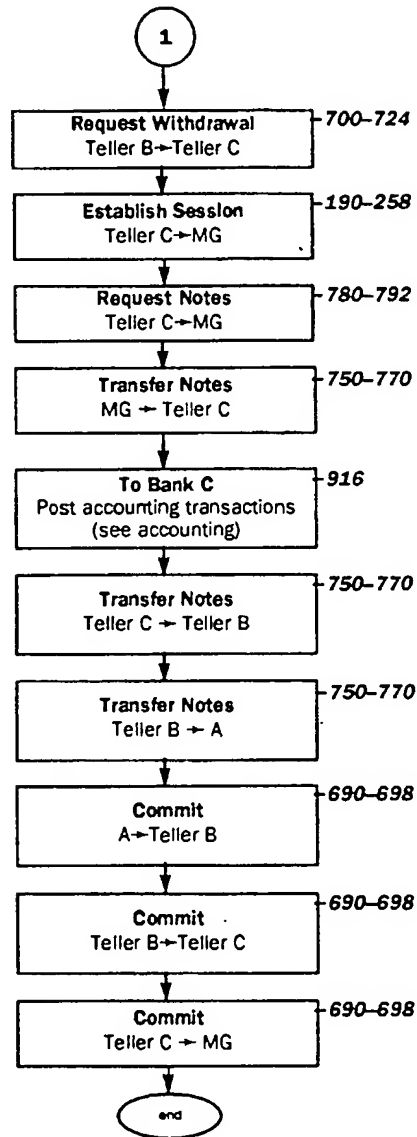 1
Request Withdrawal
700–724
Teller B→Teller C
Establish Session
190–258
Teller C→MG
Request Notes
780–792
Teller C→MG
Transfer Notes
750–770
MG → Teller C
To Bank C
916
Post accounting transactions
(see accounting)
Transfer Notes
750–770
Teller C → Teller B
Transfer Notes
750–770
Teller B → A
Commit
690–698
A→Teller B
Commit
690–698
Teller B→Teller C
Commit
690–698
Teller C → MG
end